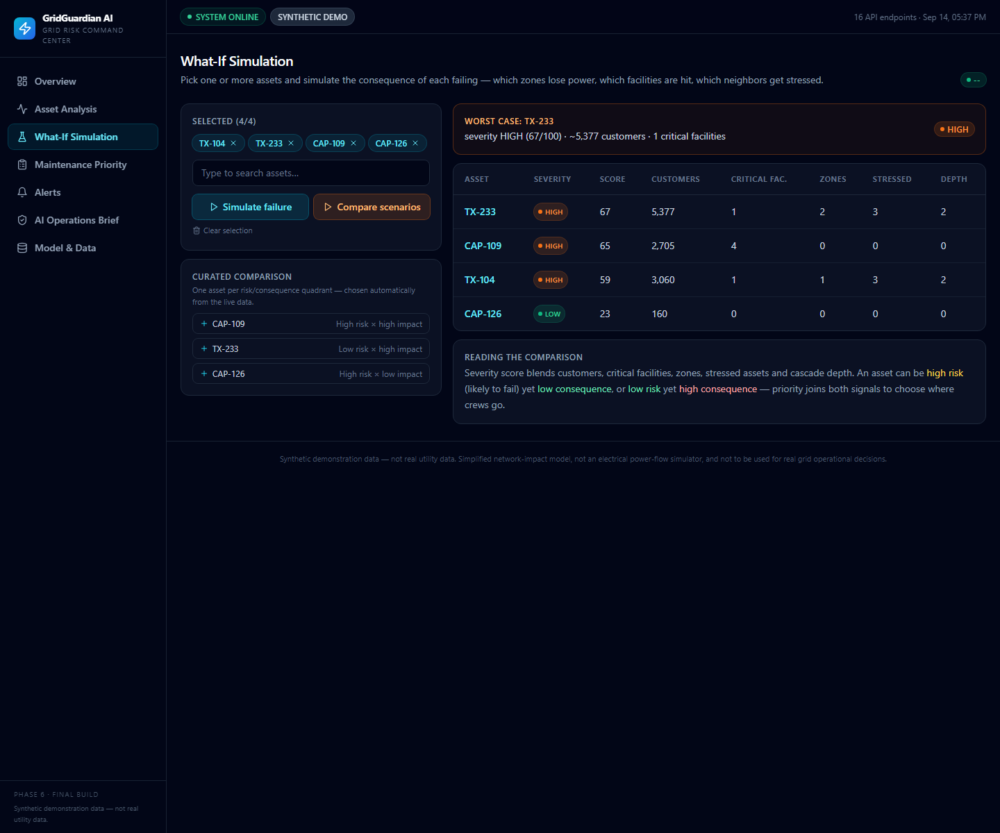 GridGuardian AI
GRID RISK COMMAND
CENTER
Overview
Asset Analysis
What-If Simulation
Maintenance Priority
Alerts
AI Operations Brief
Model & Data
PHASE 6 · FINAL BUILD
Synthetic demonstration data — not real
utility data.
SYSTEM ONLINE
SYNTHETIC DEMO
16 API endpoints · Sep 14, 05:37 PM
What-If Simulation
Pick one or more assets and simulate the consequence of each failing — which zones lose power, which facilities are hit, which neighbors get stressed.
--
SELECTED (4/4)
TX-104 × TX-233 × CAP-109 × CAP-126 ×
Type to search assets...
Simulate failure
Compare scenarios
Clear selection
CURATED COMPARISON
One asset per risk/consequence quadrant — chosen automatically
from the live data.
+ CAP-109 High risk × high impact
+ TX-233 Low risk × high impact
+ CAP-126 High risk × low impact
WORST CASE: TX-233
severity HIGH (67/100) · ~5,377 customers · 1 critical facilities
HIGH
ASSET SEVERITY SCORE CUSTOMERS CRITICAL FAC. ZONES STRESSED DEPTH
TX-233 HIGH 67 5,377 1 2 3 2
CAP-109 HIGH 65 2,705 4 0 0 0
TX-104 HIGH 59 3,060 1 1 3 2
CAP-126 LOW 23 160 0 0 0 0
READING THE COMPARISON
Severity score blends customers, critical facilities, zones, stressed assets and cascade depth. An asset can be high risk
(likely to fail) yet low consequence, or low risk yet high consequence — priority joins both signals to choose where
crews go.
Synthetic demonstration data — not real utility data. Simplified network-impact model, not an electrical power-flow simulator, and not to be used for real grid operational decisions.